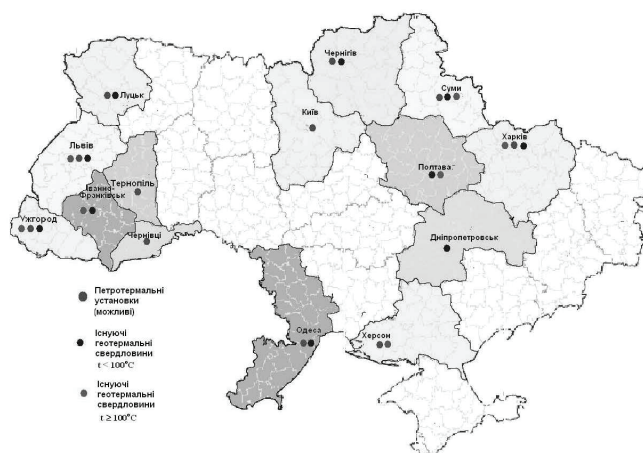 Чернігів
Суми
Луцьк
Київ
Харків
Львів
Полтава
Івано-
Франківськ
Тернопіль
Ужгород
Чернівці
Дніпропетровськ
Одеса
Херсон
Петротермальні
установки
(можливі)
Існуючі
геотермальні
свердловини
t < 100°C
Існуючі
геотермальні
свердловини
t ≥ 100°C